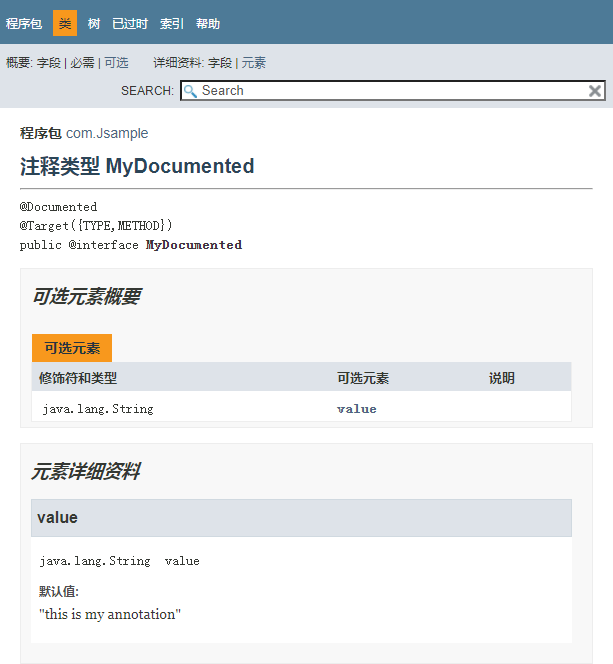 程序包 类 树 已过时 索引 帮助
概要: 字段 | 必需 | 可选 详细资料: 字段 | 元素
SEARCH: Search
程序包 com.Jsample
注释类型 MyDocumented
@Documented
@Target({TYPE,METHOD})
public @interface MyDocumented
可选元素概要
可选元素
修饰符和类型 可选元素 说明
java.lang.String value
元素详细资料
value
java.lang.String value
默认值:
"this is my annotation"